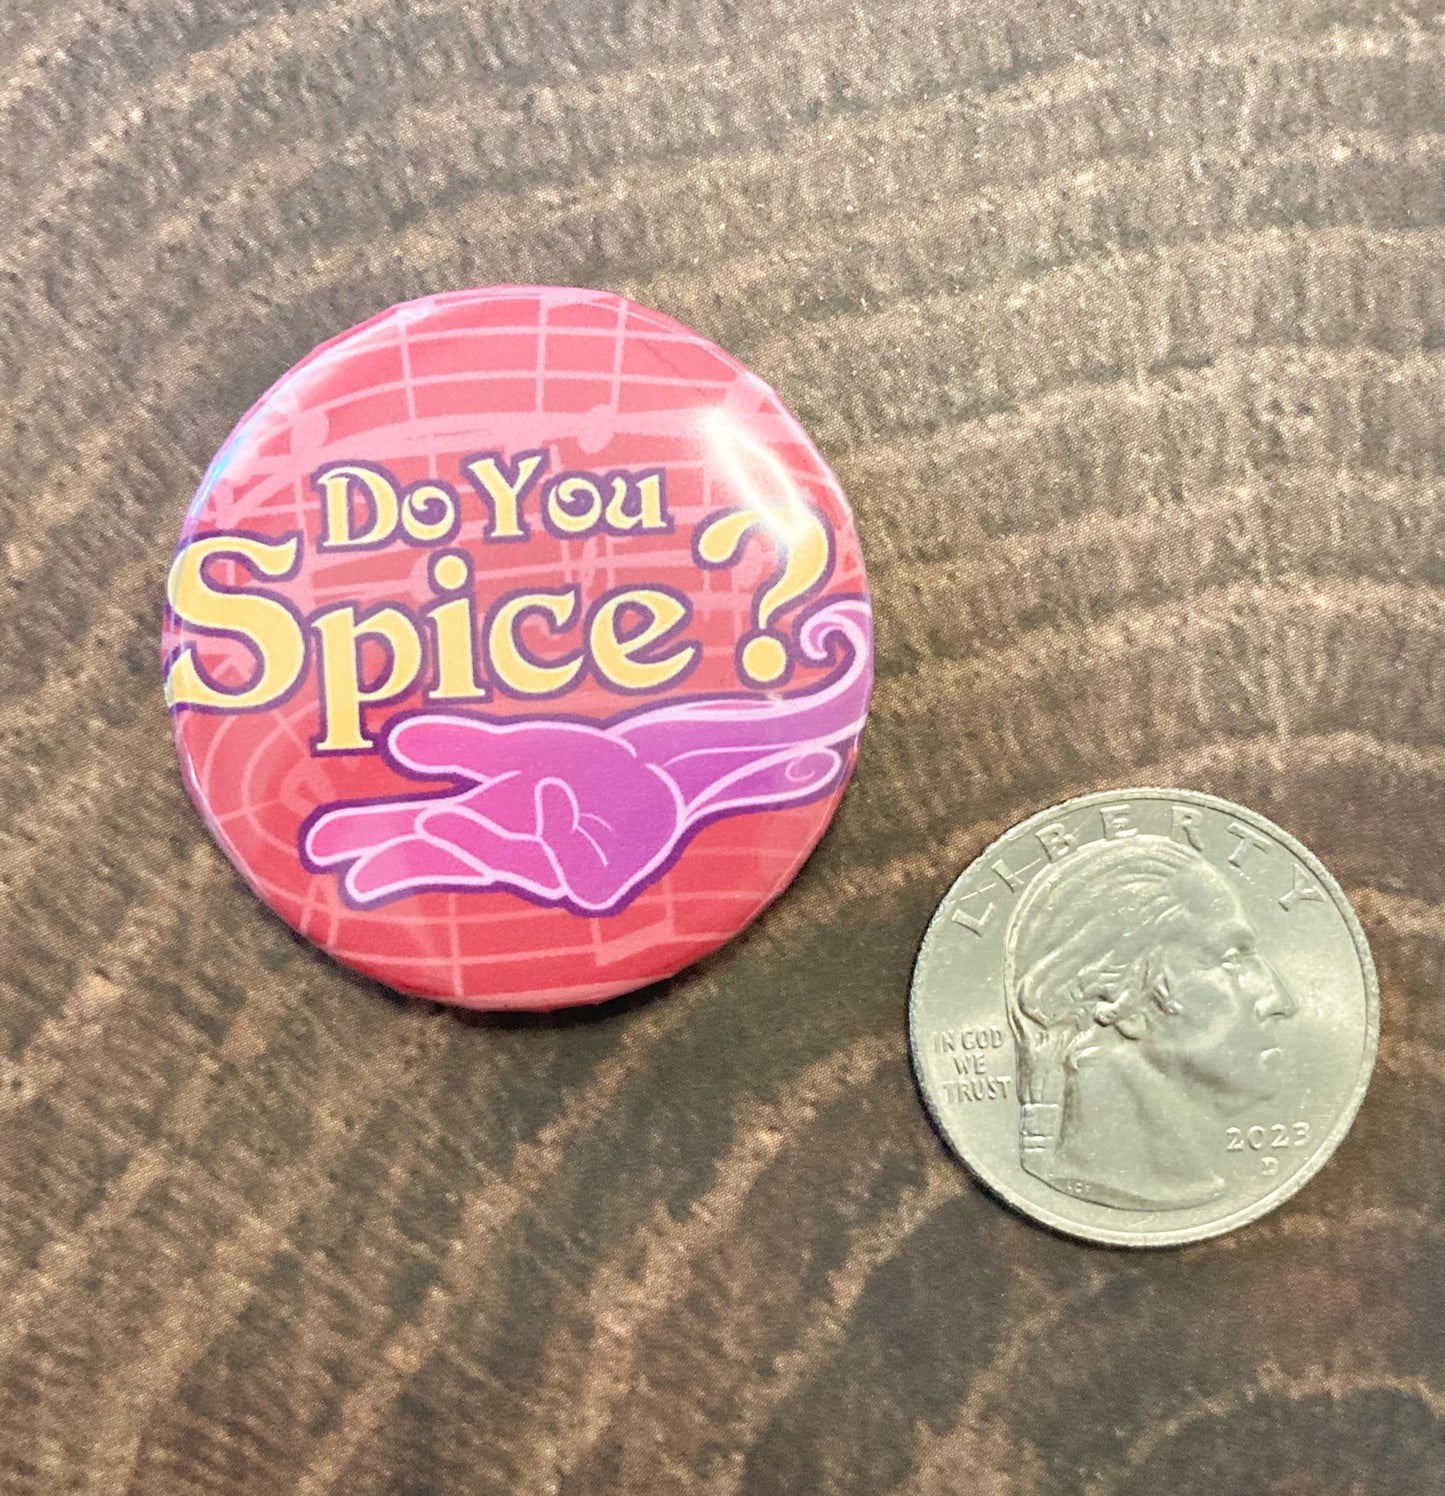 Do You
Spice?
LIBERTY
IN GOD
WE
TRUST
2023
D